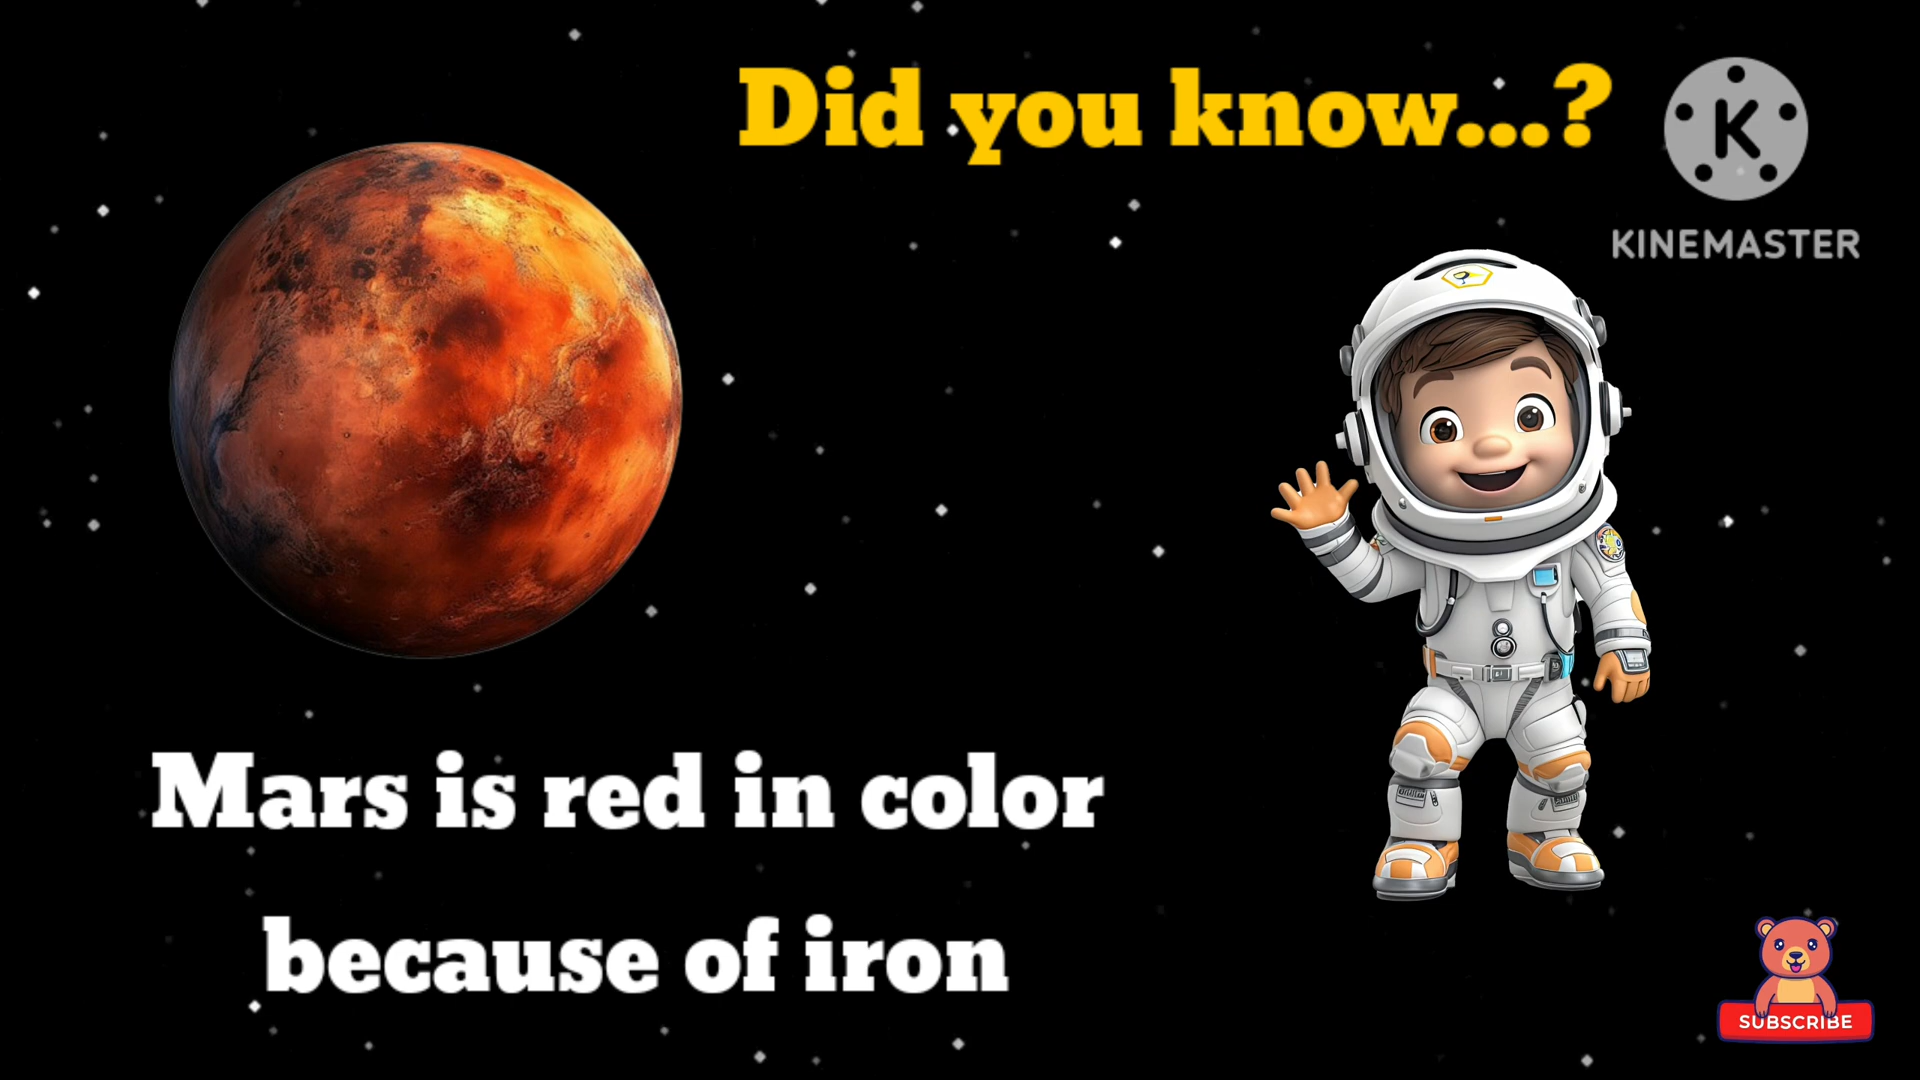 Did you know...?
K
KINEMASTER
Mars is red in color
because of iron
SUBSCRIBE